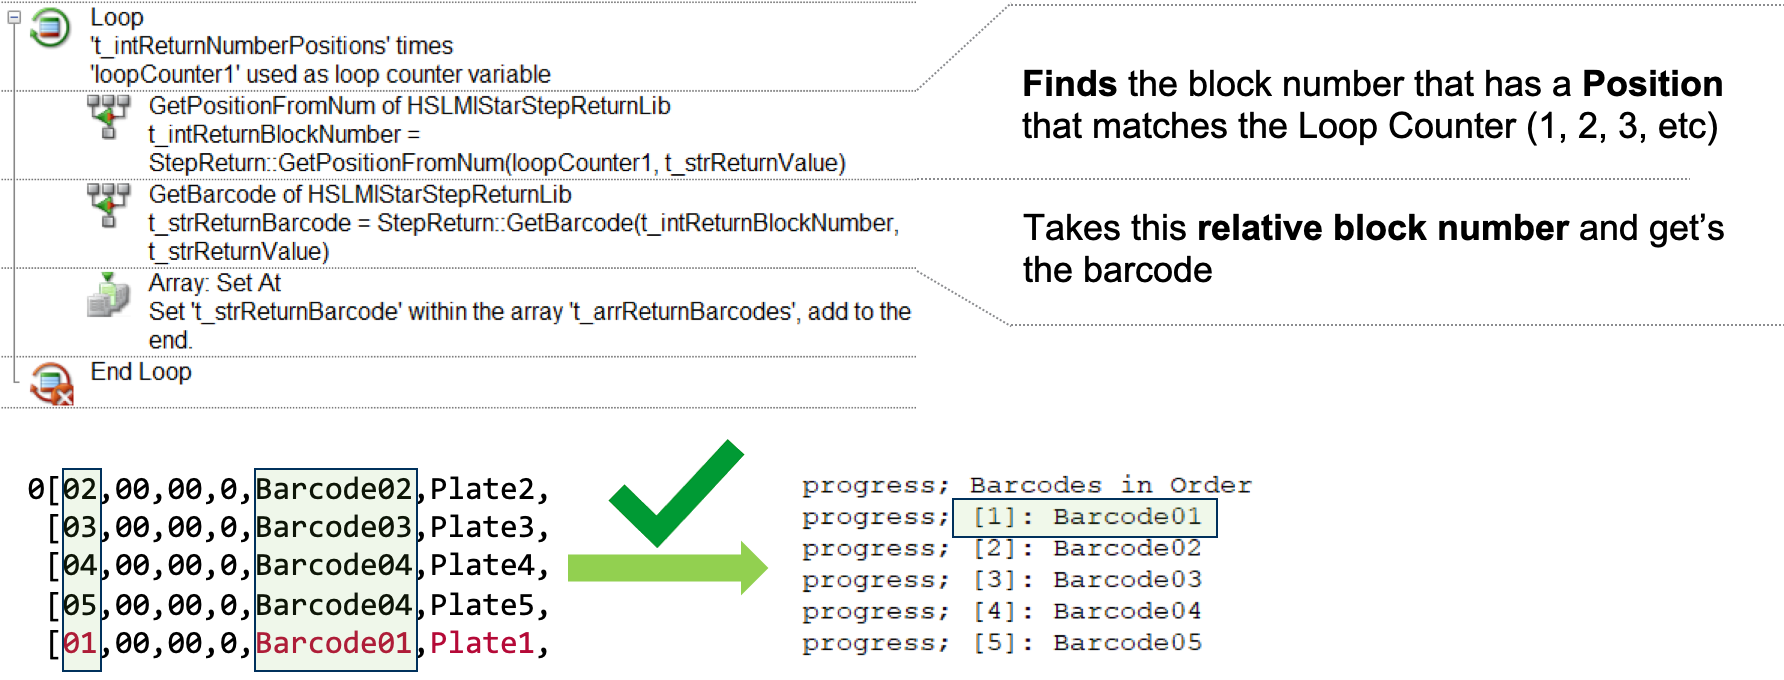 Loop
't_intReturnNumberPositions' times
'loopCounter1' used as loop counter variable
GetPositionFromNum of HSLMlStarStepReturnLib
t_intReturnBlockNumber =
StepReturn::GetPositionFromNum(loopCounter1, t_strReturnValue)
GetBarcode of HSLMlStarStepReturnLib
t_strReturnBarcode = StepReturn::GetBarcode(t_intReturnBlockNumber,
t_strReturnValue)
Array: Set At
Set 't_strReturnBarcode' within the array 't_arrReturnBarcodes', add to the
end.
End Loop
Finds the block number that has a Position
that matches the Loop Counter (1, 2, 3, etc)
Takes this relative block number and get's
the barcode
0[02,00,00,0,Barcode02,Plate2,
[03,00,00,0,Barcode03,Plate3,
[04,00,00,0,Barcode04,Plate4,
[05,00,00,0,Barcode04,Plate5,
[01,00,00,0,Barcode01,Plate1,
progress; Barcodes in Order
progress; [1]: Barcode01
progress; [2]: Barcode02
progress; [3]: Barcode03
progress; [4]: Barcode04
progress; [5]: Barcode05